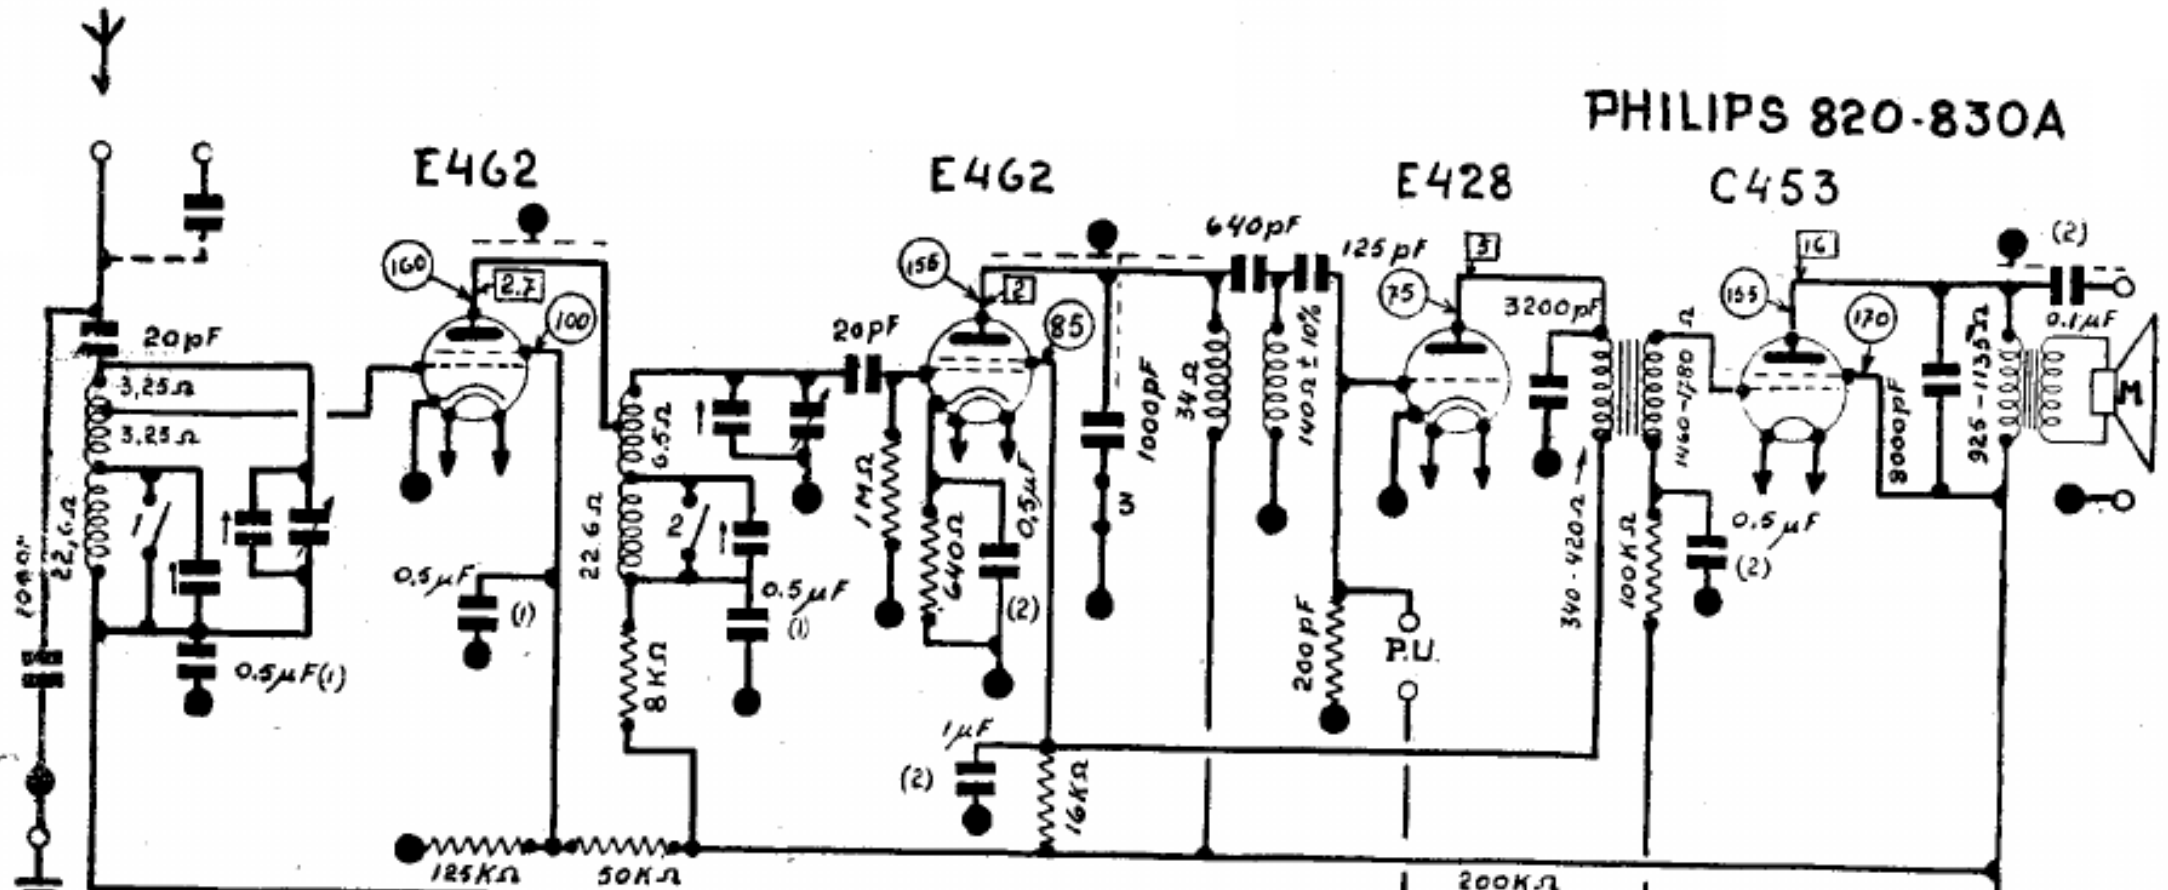 PHILIPS 820-830A
E462
E462
E428
C453
160
2.7
100
155
2
85
640pF
125pF
75
3
155
16
170
(2)
0.1µF
20pF
3,25Ω
3,25Ω
22,6Ω
1
0.5µF(1)
0.5µF
(1)
6.5Ω
22.6Ω
2
0.5µF
(1)
8KΩ
20pF
1MΩ
640Ω
0,5µF
(2)
1000pF
3
34Ω
140Ω±10%
200pF
P.U.
3200pF
340-420Ω
1460-1780Ω
100KΩ
0.5µF
(2)
8000pF
925-1135Ω
M
1µF
(2)
16KΩ
125KΩ
50KΩ
200KΩ